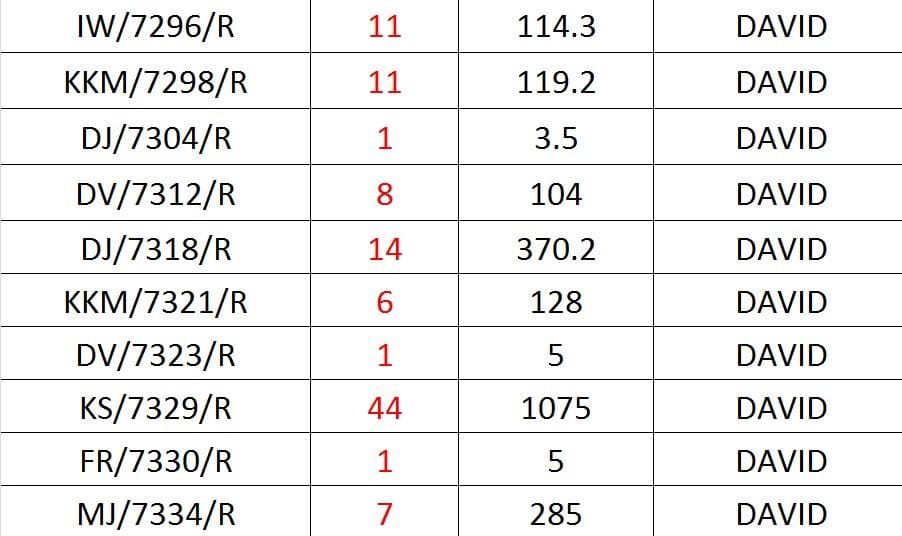 IW/7296/R 11 114.3 DAVID
KKM/7298/R 11 119.2 DAVID
DJ/7304/R 1 3.5 DAVID
DV/7312/R 8 104 DAVID
DJ/7318/R 14 370.2 DAVID
KKM/7321/R 6 128 DAVID
DV/7323/R 1 5 DAVID
KS/7329/R 44 1075 DAVID
FR/7330/R 1 5 DAVID
MJ/7334/R 7 285 DAVID